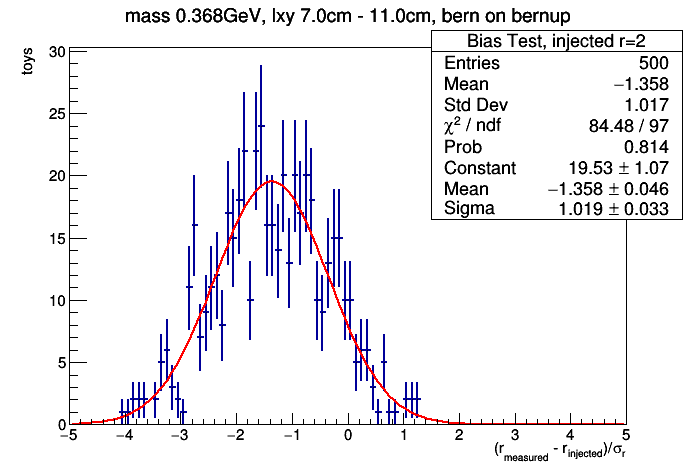 mass 0.368GeV, lxy 7.0cm - 11.0cm, bern on bernup
Bias Test, injected r=2
Entries 500
Mean −1.358
Std Dev 1.017
χ² / ndf 84.48 / 97
Prob 0.814
Constant 19.53 ± 1.07
Mean −1.358 ± 0.046
Sigma 1.019 ± 0.033
toys
30
25
20
15
10
5
0
−5 −4 −3 −2 −1 0 1 2 3 4 5
(r_measured - r_injected)/σ_r